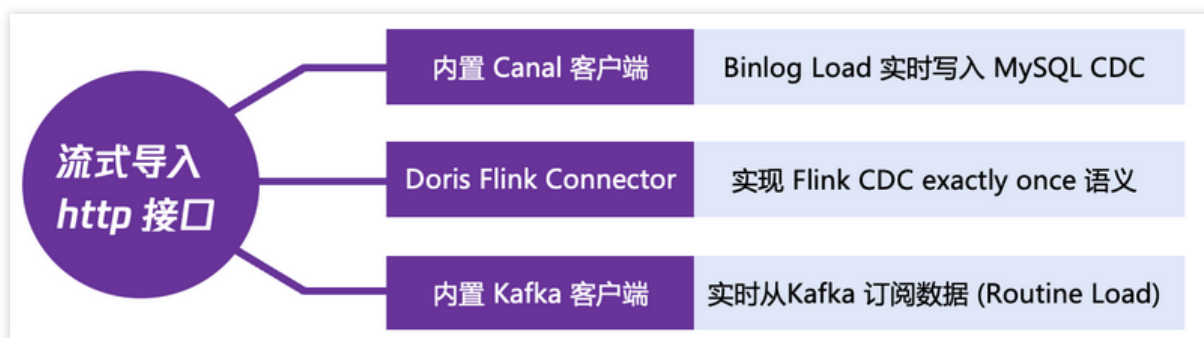 流式导入
http 接口
内置 Canal 客户端
Binlog Load 实时写入 MySQL CDC
Doris Flink Connector
实现 Flink CDC exactly once 语义
内置 Kafka 客户端
实时从Kafka 订阅数据 (Routine Load)